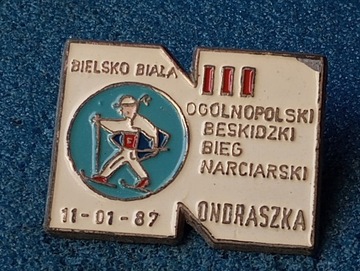 BIELSKO BIAŁA
11-01-87
III
OGÓLNOPOLSKI
BESKIDZKI
BIEG
NARCIARSKI
ONDRASZKA